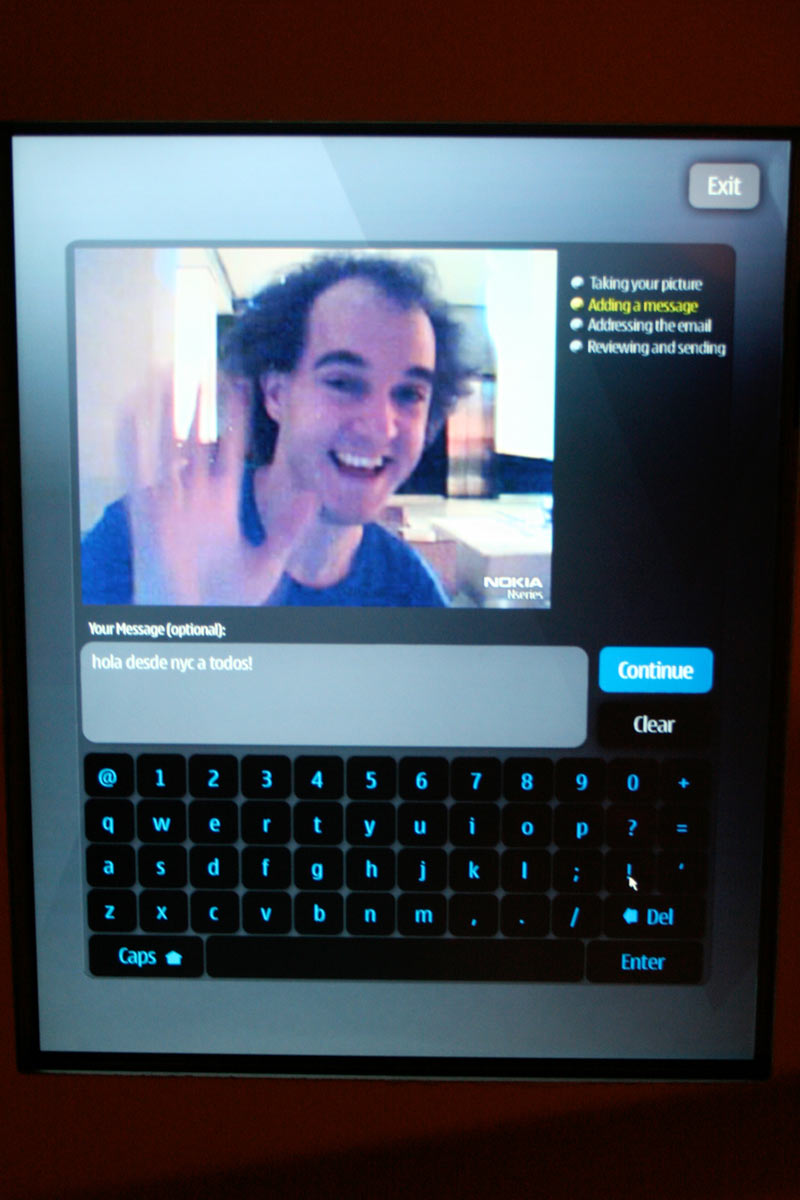 Exit
Taking your picture
Adding a message
Addressing the email
Reviewing and sending
NOKIA
Nseries
Your Message (optional):
hola desde nyc a todos!
Continue
Clear
@ 1 2 3 4 5 6 7 8 9 0 +
q w e r t y u i o p ? =
a s d f g h j k l ; ! '
z x c v b n m , . / Del
Caps Enter